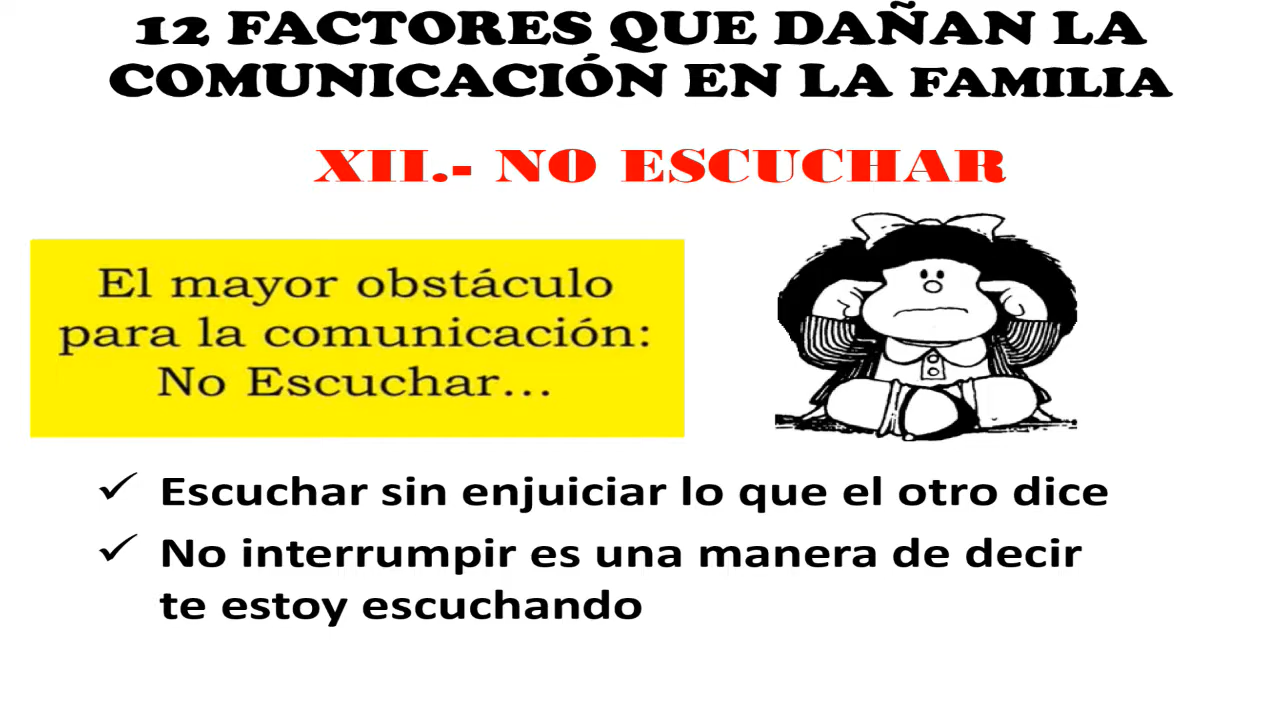 12 FACTORES QUE DAÑAN LA
COMUNICACIÓN EN LA FAMILIA
XII.- NO ESCUCHAR
El mayor obstáculo
para la comunicación:
No Escuchar...
✓ Escuchar sin enjuiciar lo que el otro dice
✓ No interrumpir es una manera de decir
te estoy escuchando